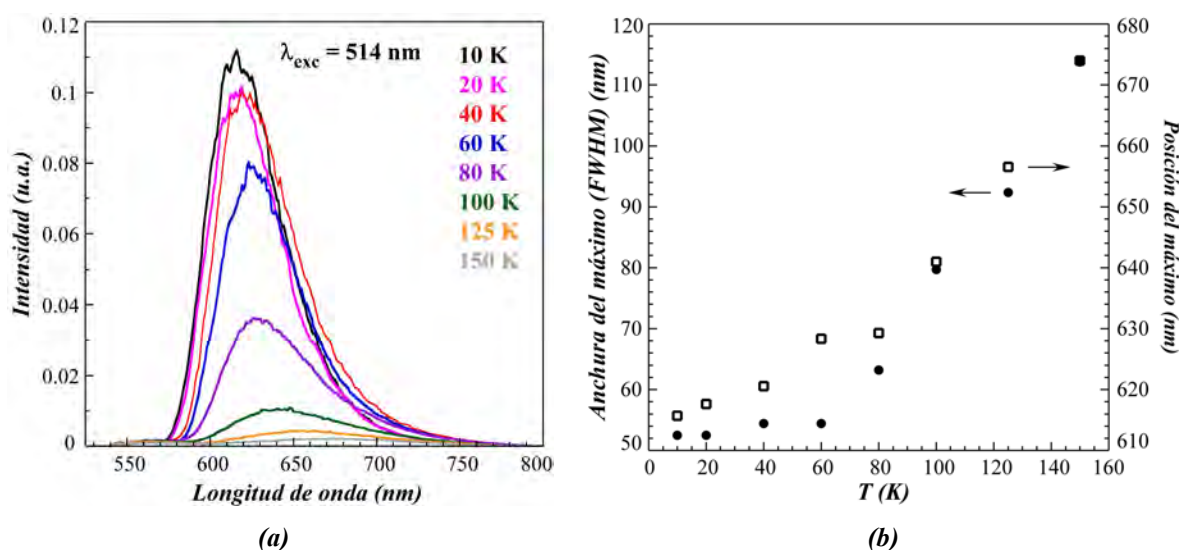 0.12
0.1
0.08
0.06
0.04
0.02
0
Intensidad (u.a.)
λexc = 514 nm
10 K
20 K
40 K
60 K
80 K
100 K
125 K
150 K
550 600 650 700 750 800
Longitud de onda (nm)
(a)
120
110
100
90
80
70
60
50
Anchura del máximo (FWHM) (nm)
680
670
660
650
640
630
620
610
Posición del máximo
(nm)
0 20 40 60 80 100 120 140 160
T (K)
(b)